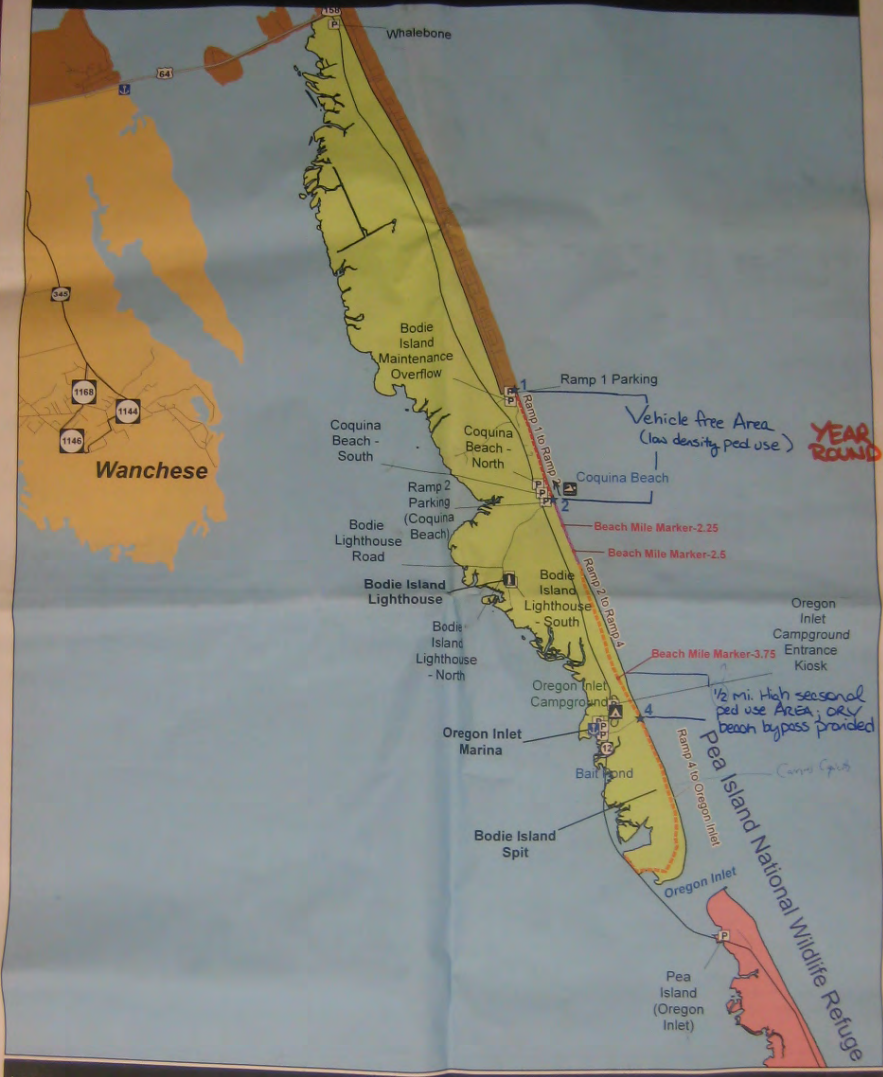 158
P
Whalebone
64
345
1168
1144
1146
Wanchese
Bodie
Island
Maintenance
Overflow
P
P
1
Ramp 1 Parking
Ramp 1 to Ramp 2
Vehicle free Area
(low density ped use)
YEAR
ROUND
Coquina
Beach -
South
Coquina
Beach -
North
Coquina Beach
P
P
P
2
Ramp 2
Parking
(Coquina
Beach)
Beach Mile Marker-2.25
Beach Mile Marker-2.5
Bodie
Lighthouse
Road
Bodie Island
Lighthouse
Bodie
Island
Lighthouse
- South
Ramp 2 to Ramp 4
Bodie
Island
Lighthouse
- North
Oregon
Inlet
Campground
Entrance
Kiosk
Beach Mile Marker-3.75
Oregon Inlet
Campground
1/2 mi. High seasonal
ped use AREA; ORV
beach bypass provided
4
Oregon Inlet
Marina
P
P
P
12
Bait Pond
Ramp 4 to Oregon Inlet
Bodie Island
Spit
Oregon Inlet
Pea Island National Wildlife Refuge
P
Pea
Island
(Oregon
Inlet)